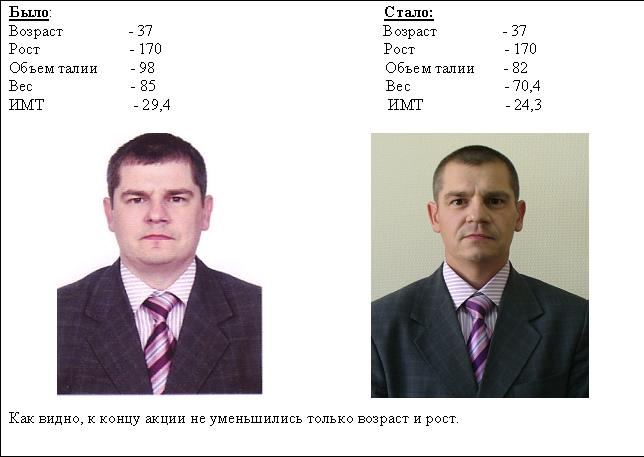 Было: Стало:
Возраст - 37 Возраст - 37
Рост - 170 Рост - 170
Объем талии - 98 Объем талии - 82
Вес - 85 Вес - 70,4
ИМТ - 29,4 ИМТ - 24,3
Как видно, к концу акции не уменьшились только возраст и рост.